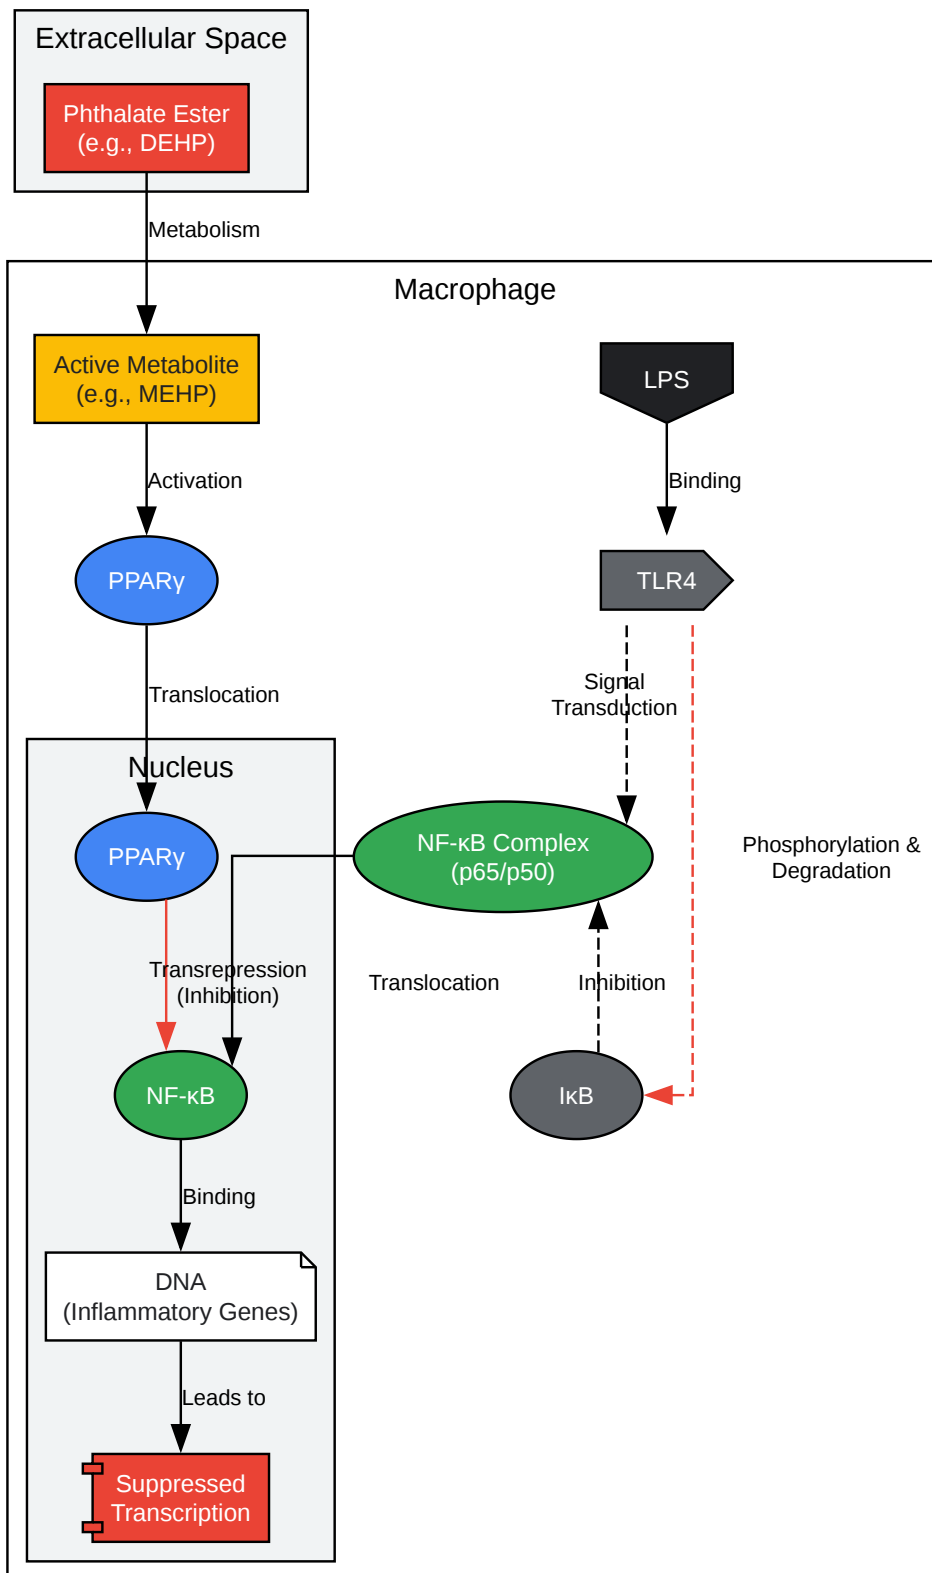 Extracellular Space
Phthalate Ester
(e.g., DEHP)
Metabolism
Macrophage
Active Metabolite
(e.g., MEHP)
LPS
Activation
Binding
PPARγ
TLR4
Translocation
Signal
Transduction
Nucleus
PPARγ
NF-κB Complex
(p65/p50)
Phosphorylation &
Degradation
Transrepression
(Inhibition)
Translocation
Inhibition
NF-κB
IκB
Binding
DNA
(Inflammatory Genes)
Leads to
Suppressed
Transcription